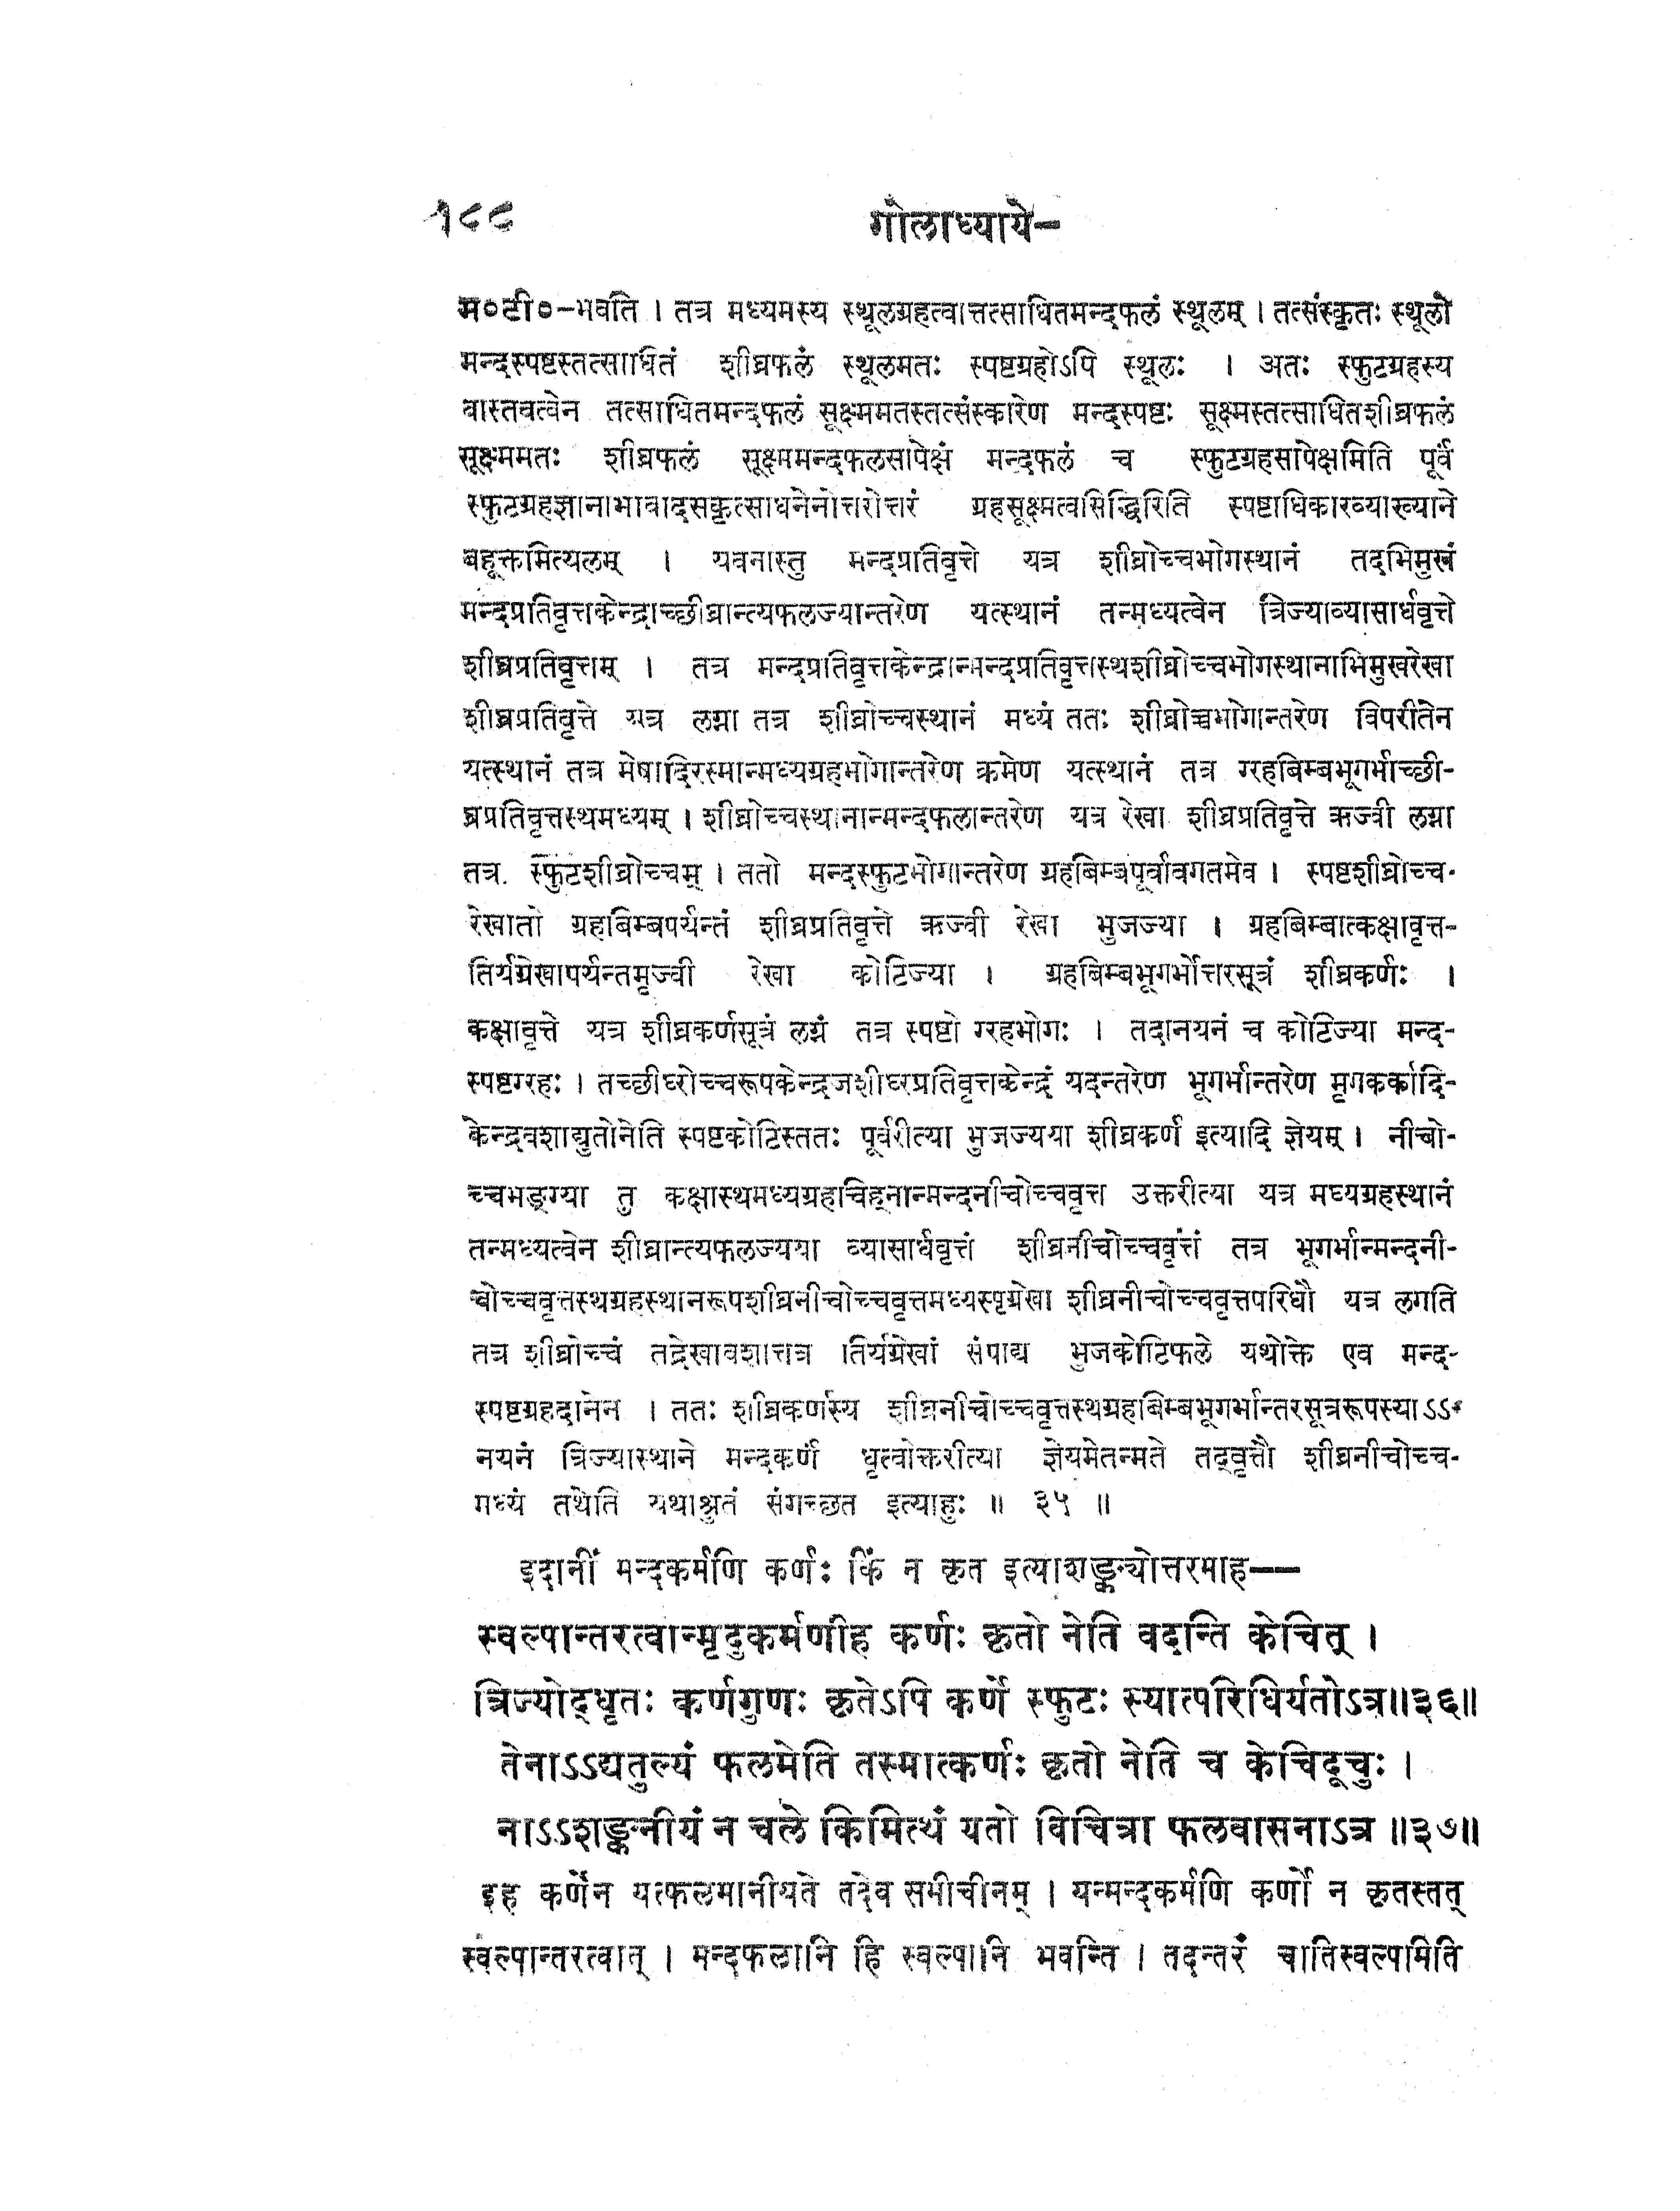 १८८ गोलाध्याये-
म०टी०-भवति । तत्र मध्यमस्य स्थूलग्रहत्वात्तत्साधितमन्दफलं स्थूलम् । तत्संस्कृतः स्थूलो
मन्दस्पष्टस्तत्साधितं शीघ्रफलं स्थूलमतः स्पष्टग्रहोऽपि स्थूलः । अतः स्फुटग्रहस्य
वास्तवत्वेन तत्साधितमन्दफलं सूक्ष्ममतस्तत्संस्कारेण मन्दस्पष्टः सूक्ष्मस्तत्साधितशीघ्रफलं
सूक्ष्ममतः शीघ्रफलं सूक्ष्ममन्दफलसापेक्षं मन्दफलं च स्फुटग्रहसापेक्षमिति पूर्वं
स्फुटग्रहज्ञानाभावादसकृत्साधनेनोत्तरोत्तरं ग्रहसूक्ष्मत्वसिद्धिरिति स्पष्टाधिकारव्याख्याने
बहूक्तमित्यलम् । यवनास्तु मन्दप्रतिवृत्ते यत्र शीघ्रोच्चभोगस्थानं तदभिमुखं
मन्दप्रतिवृत्तकेन्द्राच्छीघ्रान्त्यफलज्यान्तरेण यत्स्थानं तन्मध्यत्वेन त्रिज्याव्यासार्धवृत्ते
शीघ्रप्रतिवृत्तम् । तत्र मन्दप्रतिवृत्तकेन्द्रान्मन्दप्रतिवृत्तस्थशीघ्रोच्चभोगस्थानाभिमुखरेखा
शीघ्रप्रतिवृत्ते यत्र लग्ना तत्र शीघ्रोच्चस्थानं मध्यं ततः शीघ्रोच्चभोगान्तरेण विपरीतेन
यत्स्थानं तत्र मेषादिरस्मान्मध्यग्रहभोगान्तरेण क्रमेण यत्स्थानं तत्र ग्रहबिम्बभूगर्भाच्छी-
घ्रप्रतिवृत्तस्थमध्यम् । शीघ्रोच्चस्थानान्मन्दफलान्तरेण यत्र रेखा शीघ्रप्रतिवृत्ते ऋज्वी लग्ना
तत्र. स्फुटशीघ्रोच्चम् । ततो मन्दस्फुटभोगान्तरेण ग्रहबिम्बपूर्वावगतमेव । स्पष्टशीघ्रोच्च-
रेखातो ग्रहबिम्बपर्यन्तं शीघ्रप्रतिवृत्ते ऋज्वी रेखा भुजज्या । ग्रहबिम्बात्कक्षावृत्त-
तिर्यग्रेखापर्यन्तमृज्वी रेखा कोटिज्या । ग्रहबिम्बभूगर्भोत्तरसूत्रं शीघ्रकर्णः ।
कक्षावृत्ते यत्र शीघ्रकर्णसूत्रं लग्नं तत्र स्पष्टो ग्रहभोगः । तदानयनं च कोटिज्या मन्द-
स्पष्टग्रहः । तच्छीघ्रोच्चरूपकेन्द्रजशीघ्रप्रतिवृत्तकेन्द्रं यदन्तरेण भूगर्भान्तरेण मृगकर्कादि-
केन्द्रवशाद्युतोनेति स्पष्टकोटिस्ततः पूर्वरीत्या भुजज्यया शीघ्रकर्ण इत्यादि ज्ञेयम् । नीचो-
च्चभङ्ग्या तु कक्षास्थमध्यग्रहचिह्नान्मन्दनीचोच्चवृत्त उक्तरीत्या यत्र मध्यग्रहस्थानं
तन्मध्यत्वेन शीघ्रान्त्यफलज्यया व्यासार्धवृत्तं शीघ्रनीचोच्चवृत्तं तत्र भूगर्भान्मन्दनी-
चोच्चवृत्तस्थग्रहस्थानरूपशीघ्रनीचोच्चवृत्तमध्यस्पृग्रेखा शीघ्रनीचोच्चवृत्तपरिधौ यत्र लगति
तत्र शीघ्रोच्चं तद्रेखावशात्तत्र तिर्यग्रेखां संपाद्य भुजकोटिफले यथोक्ते एव मन्द-
स्पष्टग्रहदानेन । ततः शीघ्रकर्णस्य शीघ्रनीचोच्चवृत्तस्थग्रहबिम्बभूगर्भान्तरसूत्ररूपस्याऽऽ-
नयनं त्रिज्यास्थाने मन्दकर्णं धृत्वोक्तरीत्या ज्ञेयमेतन्मते तद्वृत्तौ शीघ्रनीचोच्च-
मध्यं तथेति यथाश्रुतं संगच्छत इत्याहुः ॥ ३५ ॥
इदानीं मन्दकर्मणि कर्णः किं न कृत इत्याशङ्क्योत्तरमाह--
स्वल्पान्तरत्वान्मृदुकर्मणीह कर्णः कृतो नेति वदन्ति केचित् ।
त्रिज्योद्धृतः कर्णगुणः कृतेऽपि कर्णे स्फुटः स्यात्परिधिर्यतोऽत्र॥३६॥
तेनाऽऽद्यतुल्यं फलमेति तस्मात्कर्णः कृतो नेति च केचिदूचुः ।
नाऽऽशङ्कनीयं न चले किमित्थं यतो विचित्रा फलवासनाऽत्र ॥३७॥
इह कर्णेन यत्फलमानीयते तदेव समीचीनम् । यन्मन्दकर्मणि कर्णो न कृतस्तत्
स्वल्पान्तरत्वात् । मन्दफलानि हि स्वल्पानि भवन्ति । तदन्तरं चातिस्वल्पमिति